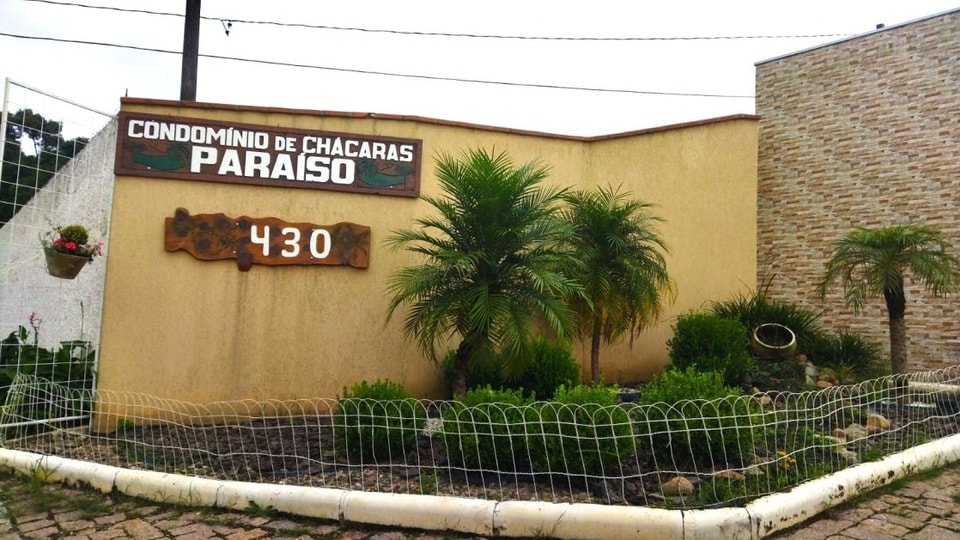 CONDOMÍNIO DE CHÁCARAS
PARAÍSO
430